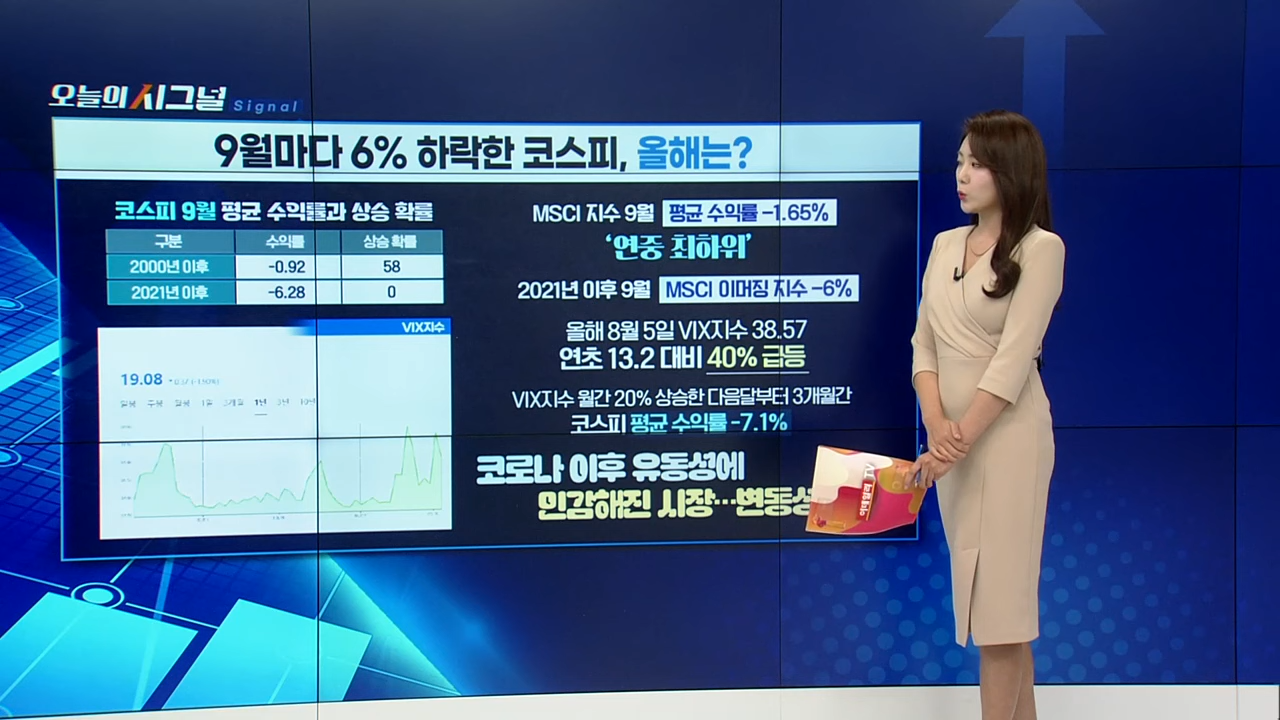 오늘의 시그널 Signal
9월마다 6% 하락한 코스피, 올해는?
코스피 9월 평균 수익률과 상승 확률
구분 수익률 상승 확률
2000년 이후 -0.92 58
2021년 이후 -6.28 0
VIX지수
19.08
1년
MSCI 지수 9월 평균 수익률 -1.65%
‘연중 최하위’
2021년 이후 9월 MSCI 이머징 지수 -6%
올해 8월 5일 VIX지수 38.57
연초 13.2 대비 40% 급등
VIX지수 월간 20% 상승한 다음달부터 3개월간
코스피 평균 수익률 -7.1%
코로나 이후 유동성에
민감해진 시장…변동성
이데일리 TV